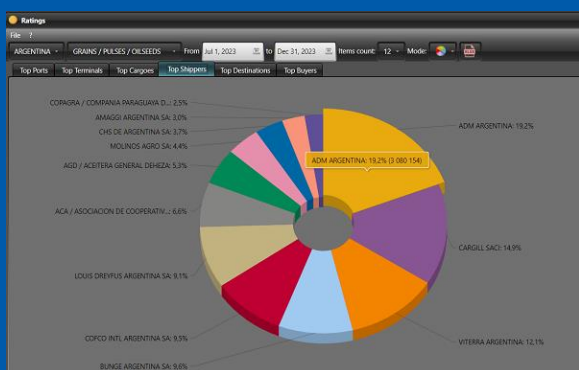 Ratings
File ?
ARGENTINA GRAINS / PULSES / OILSEEDS From Jul 1, 2023 to Dec 31, 2023 Items count: 12 Mode:
Top Ports Top Terminals Top Cargoes Top Shippers Top Destinations Top Buyers
COPAGRA / COMPANIA PARAGUAYA D...: 2,5%
AMAGGI ARGENTINA SA: 3,0%
CHS DE ARGENTINA SA: 3,7%
MOLINOS AGRO SA: 4,4%
AGD / ACEITERA GENERAL DEHEZA: 5,3%
ACA / ASOCIACION DE COOPERATIV...: 6,6%
LOUIS DREYFUS ARGENTINA SA: 9,1%
COFCO INTL ARGENTINA SA: 9,5%
BUNGE ARGENTINA SA: 9,6%
ADM ARGENTINA: 19,2%
ADM ARGENTINA: 19,2% (3 080 154)
CARGILL SACI: 14,9%
VITERRA ARGENTINA: 12,1%